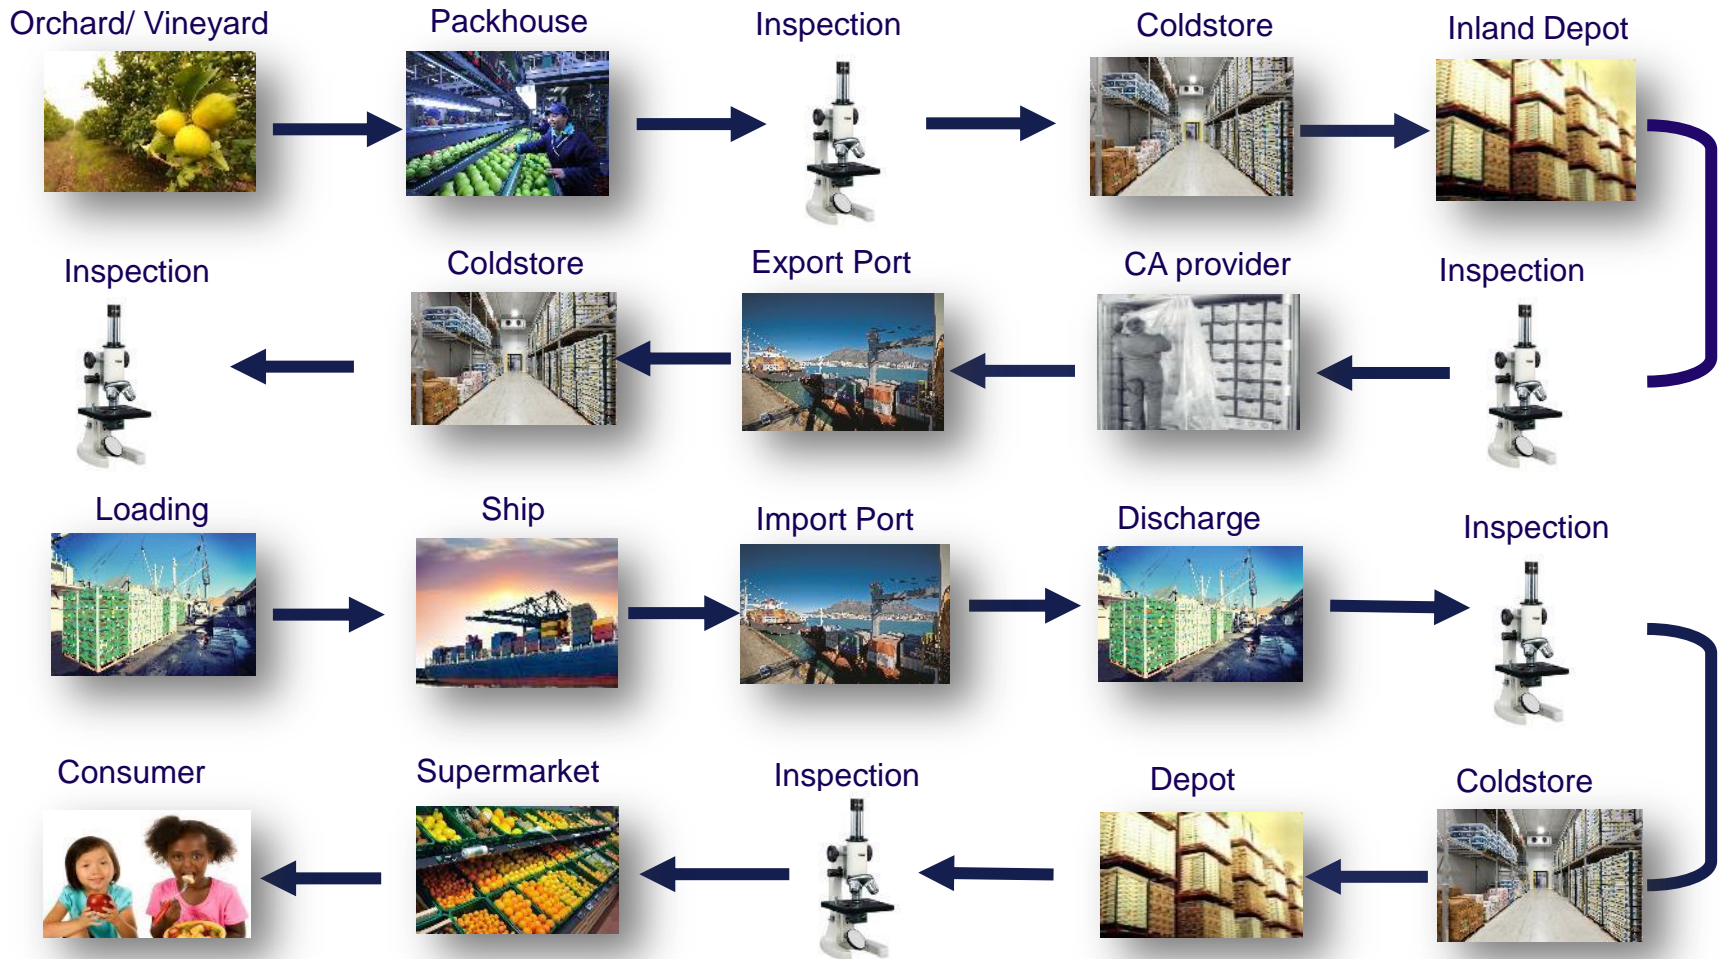 Orchard/ Vineyard
Packhouse
Inspection
Coldstore
Inland Depot
Inspection
Coldstore
Export Port
CA provider
Inspection
Loading
Ship
Import Port
Discharge
Inspection
Consumer
Supermarket
Inspection
Depot
Coldstore